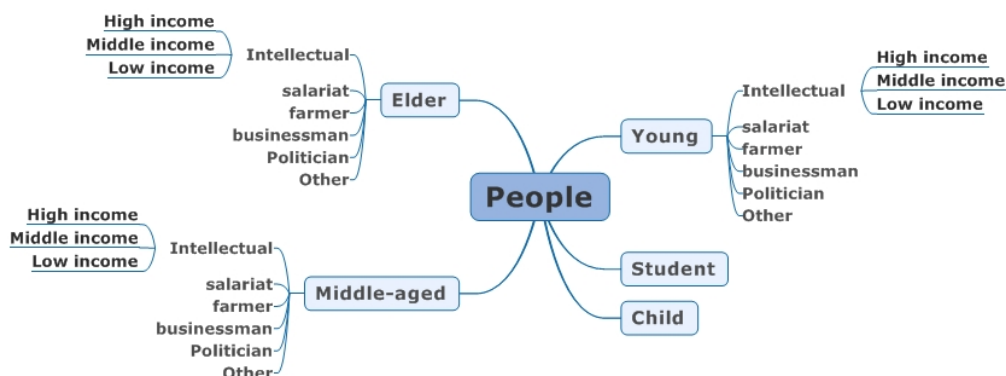 People
Elder
Intellectual
High income
Middle income
Low income
salariat
farmer
businessman
Politician
Other
Middle-aged
Intellectual
High income
Middle income
Low income
salariat
farmer
businessman
Politician
Other
Young
Intellectual
High income
Middle income
Low income
salariat
farmer
businessman
Politician
Other
Student
Child